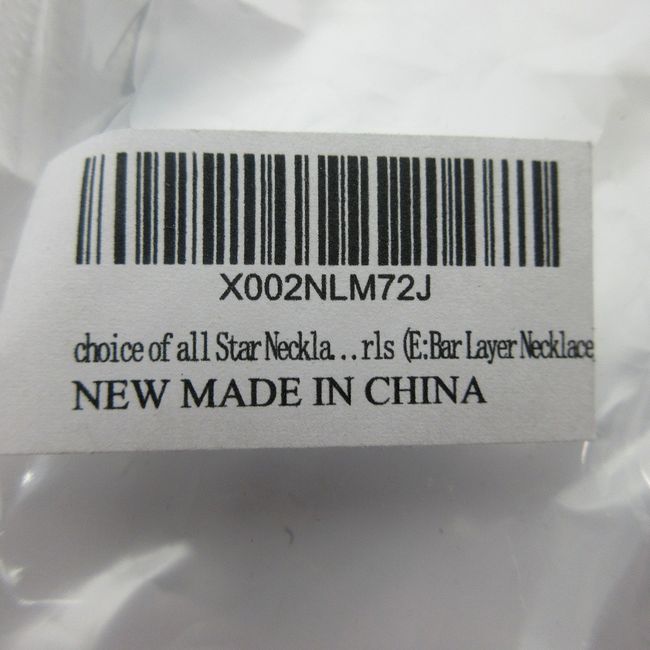 X002NLM72J
choice of all Star Neckla...rls (E:Bar Layer Necklace
NEW MADE IN CHINA